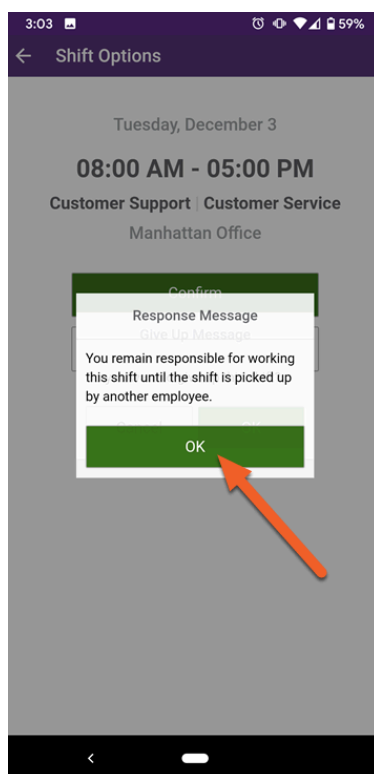 3:03 59%
Shift Options
Tuesday, December 3
08:00 AM - 05:00 PM
Customer Support | Customer Service
Manhattan Office
Confirm
Response Message
Give Up Message
You remain responsible for working
this shift until the shift is picked up
by another employee.
Cancel OK
OK